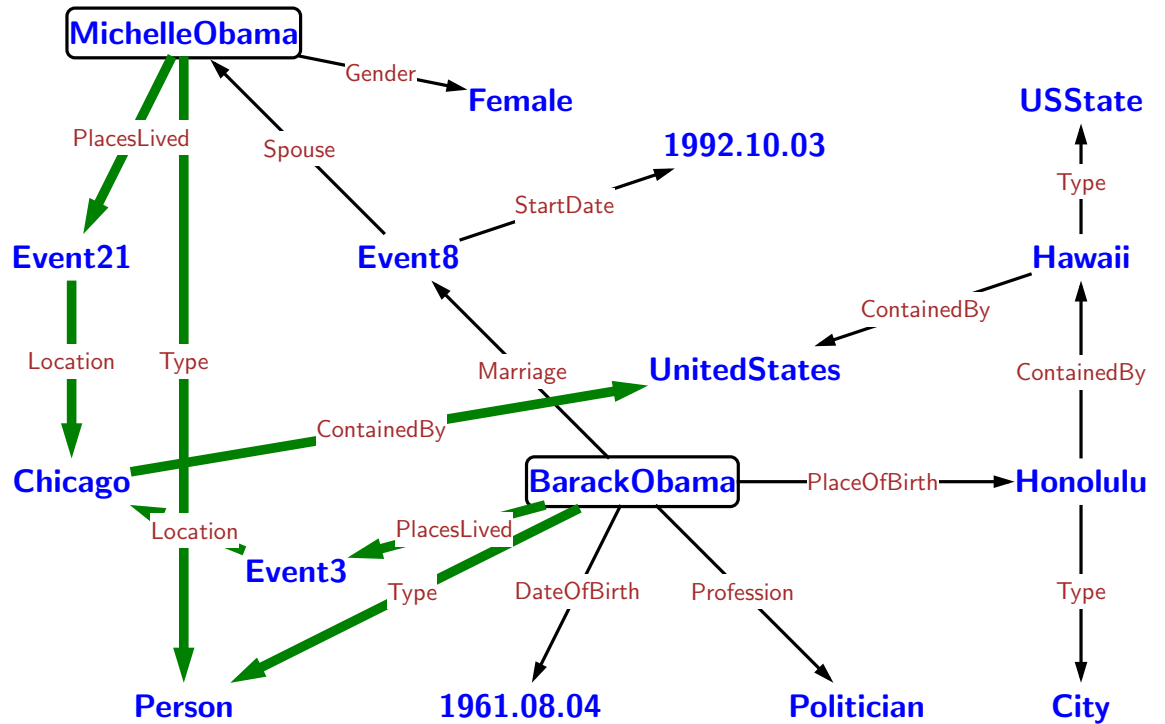 MichelleObama
Gender
Female
USState
PlacesLived
Spouse
1992.10.03
Type
StartDate
Event21
Event8
Hawaii
ContainedBy
Location
Type
Marriage
UnitedStates
ContainedBy
ContainedBy
Chicago
BarackObama
PlaceOfBirth
Honolulu
Location
PlacesLived
Event3
Type
DateOfBirth
Profession
Type
Person
1961.08.04
Politician
City